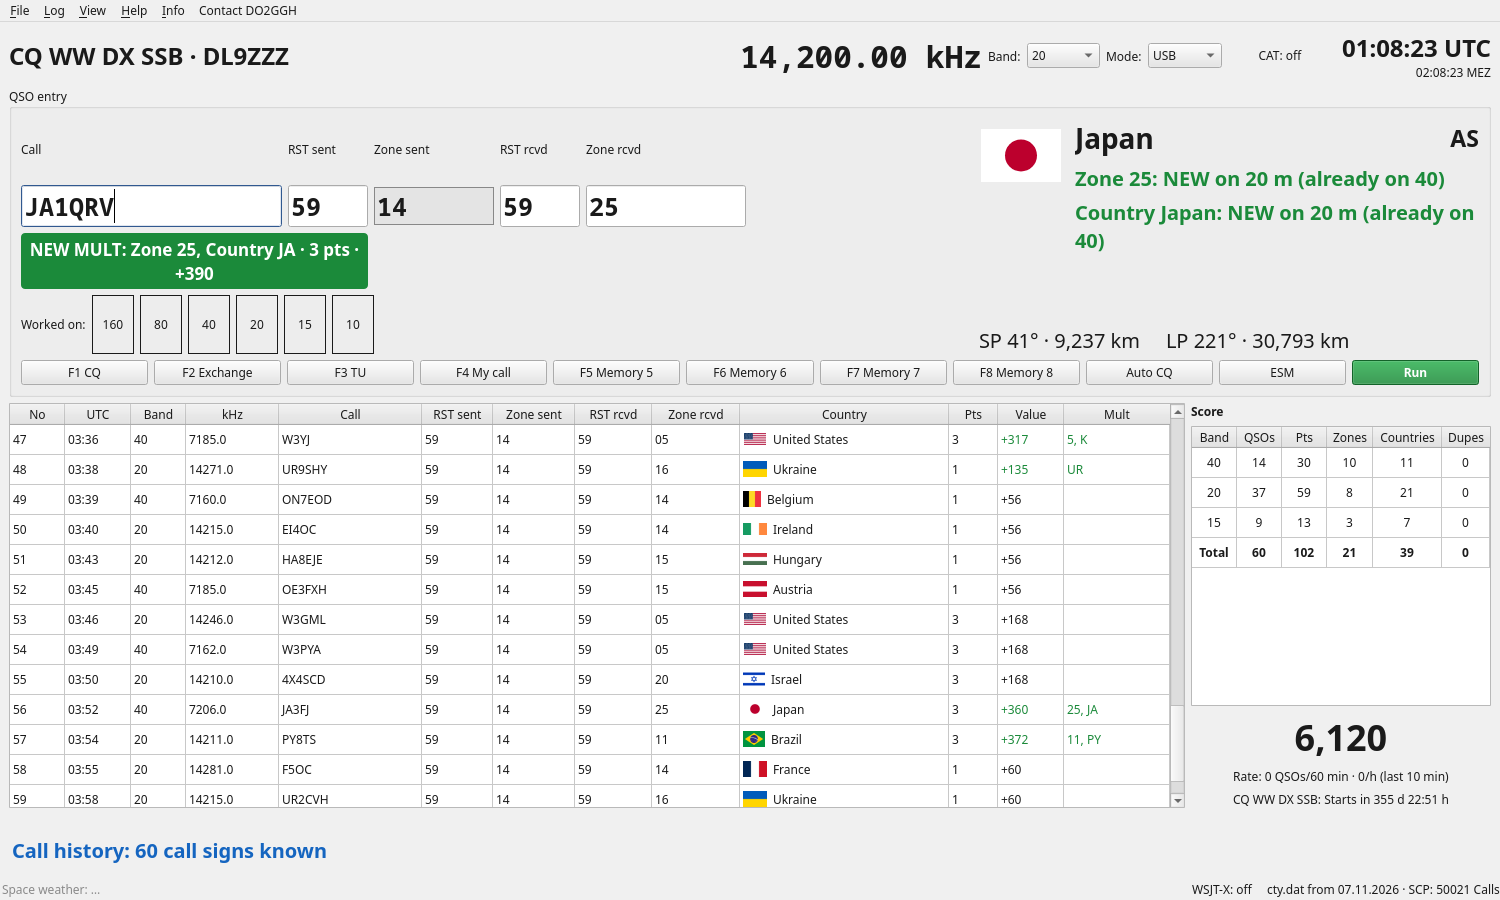 File Log View Help Info Contact DO2GGH
CQ WW DX SSB · DL9ZZZ
14,200.00 kHz Band: 20 Mode: USB CAT: off
01:08:23 UTC
02:08:23 MEZ
QSO entry
Call RST sent Zone sent RST rcvd Zone rcvd
JA1QRV 59 14 59 25
NEW MULT: Zone 25, Country JA · 3 pts ·
+390
Worked on: 160 80 40 20 15 10
Japan AS
Zone 25: NEW on 20 m (already on 40)
Country Japan: NEW on 20 m (already on
40)
SP 41° · 9,237 km LP 221° · 30,793 km
F1 CQ F2 Exchange F3 TU F4 My call F5 Memory 5 F6 Memory 6 F7 Memory 7 F8 Memory 8 Auto CQ ESM Run
No UTC Band kHz Call RST sent Zone sent RST rcvd Zone rcvd Country Pts Value Mult
47 03:36 40 7185.0 W3YJ 59 14 59 05 United States 3 +317 5, K
48 03:38 20 14271.0 UR9SHY 59 14 59 16 Ukraine 1 +135 UR
49 03:39 40 7160.0 ON7EOD 59 14 59 14 Belgium 1 +56
50 03:40 20 14215.0 EI4OC 59 14 59 14 Ireland 1 +56
51 03:43 20 14212.0 HA8EJE 59 14 59 15 Hungary 1 +56
52 03:45 40 7185.0 OE3FXH 59 14 59 15 Austria 1 +56
53 03:46 20 14246.0 W3GML 59 14 59 05 United States 3 +168
54 03:49 40 7162.0 W3PYA 59 14 59 05 United States 3 +168
55 03:50 20 14210.0 4X4SCD 59 14 59 20 Israel 3 +168
56 03:52 40 7206.0 JA3FJ 59 14 59 25 Japan 3 +360 25, JA
57 03:54 20 14211.0 PY8TS 59 14 59 11 Brazil 3 +372 11, PY
58 03:55 20 14281.0 F5OC 59 14 59 14 France 1 +60
59 03:58 20 14215.0 UR2CVH 59 14 59 16 Ukraine 1 +60
Score
Band QSOs Pts Zones Countries Dupes
40 14 30 10 11 0
20 37 59 8 21 0
15 9 13 3 7 0
Total 60 102 21 39 0
6,120
Rate: 0 QSOs/60 min · 0/h (last 10 min)
CQ WW DX SSB: Starts in 355 d 22:51 h
Call history: 60 call signs known
Space weather: ...
WSJT-X: off cty.dat from 07.11.2026 · SCP: 50021 Calls